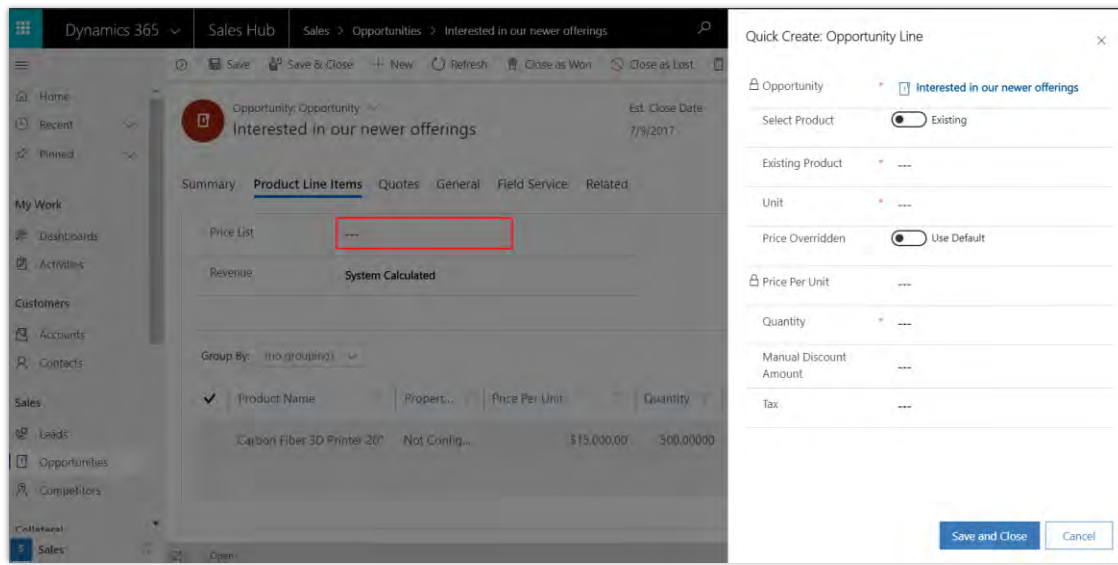 Dynamics 365
Sales Hub
Sales > Opportunities > Interested in our newer offerings
Save
Save & Close
+ New
Refresh
Close as Won
Close as Lost
Home
Recent
Pinned
My Work
Dashboards
Activities
Customers
Accounts
Contacts
Sales
Leads
Opportunities
Competitors
Collateral
S Sales
Opportunity: Opportunity
Interested in our newer offerings
Est. Close Date
7/9/2017
Summary Product Line Items Quotes General Field Service Related
Price List ---
Revenue System Calculated
Group By: (no grouping)
Product Name Propert... Price Per Unit Quantity
Carbon Fiber 3D Printer 20" Not Config... $15,000.00 500.00000
Open
Quick Create: Opportunity Line
Opportunity * Interested in our newer offerings
Select Product Existing
Existing Product * ---
Unit * ---
Price Overridden Use Default
Price Per Unit ---
Quantity * ---
Manual Discount
Amount ---
Tax ---
Save and Close Cancel